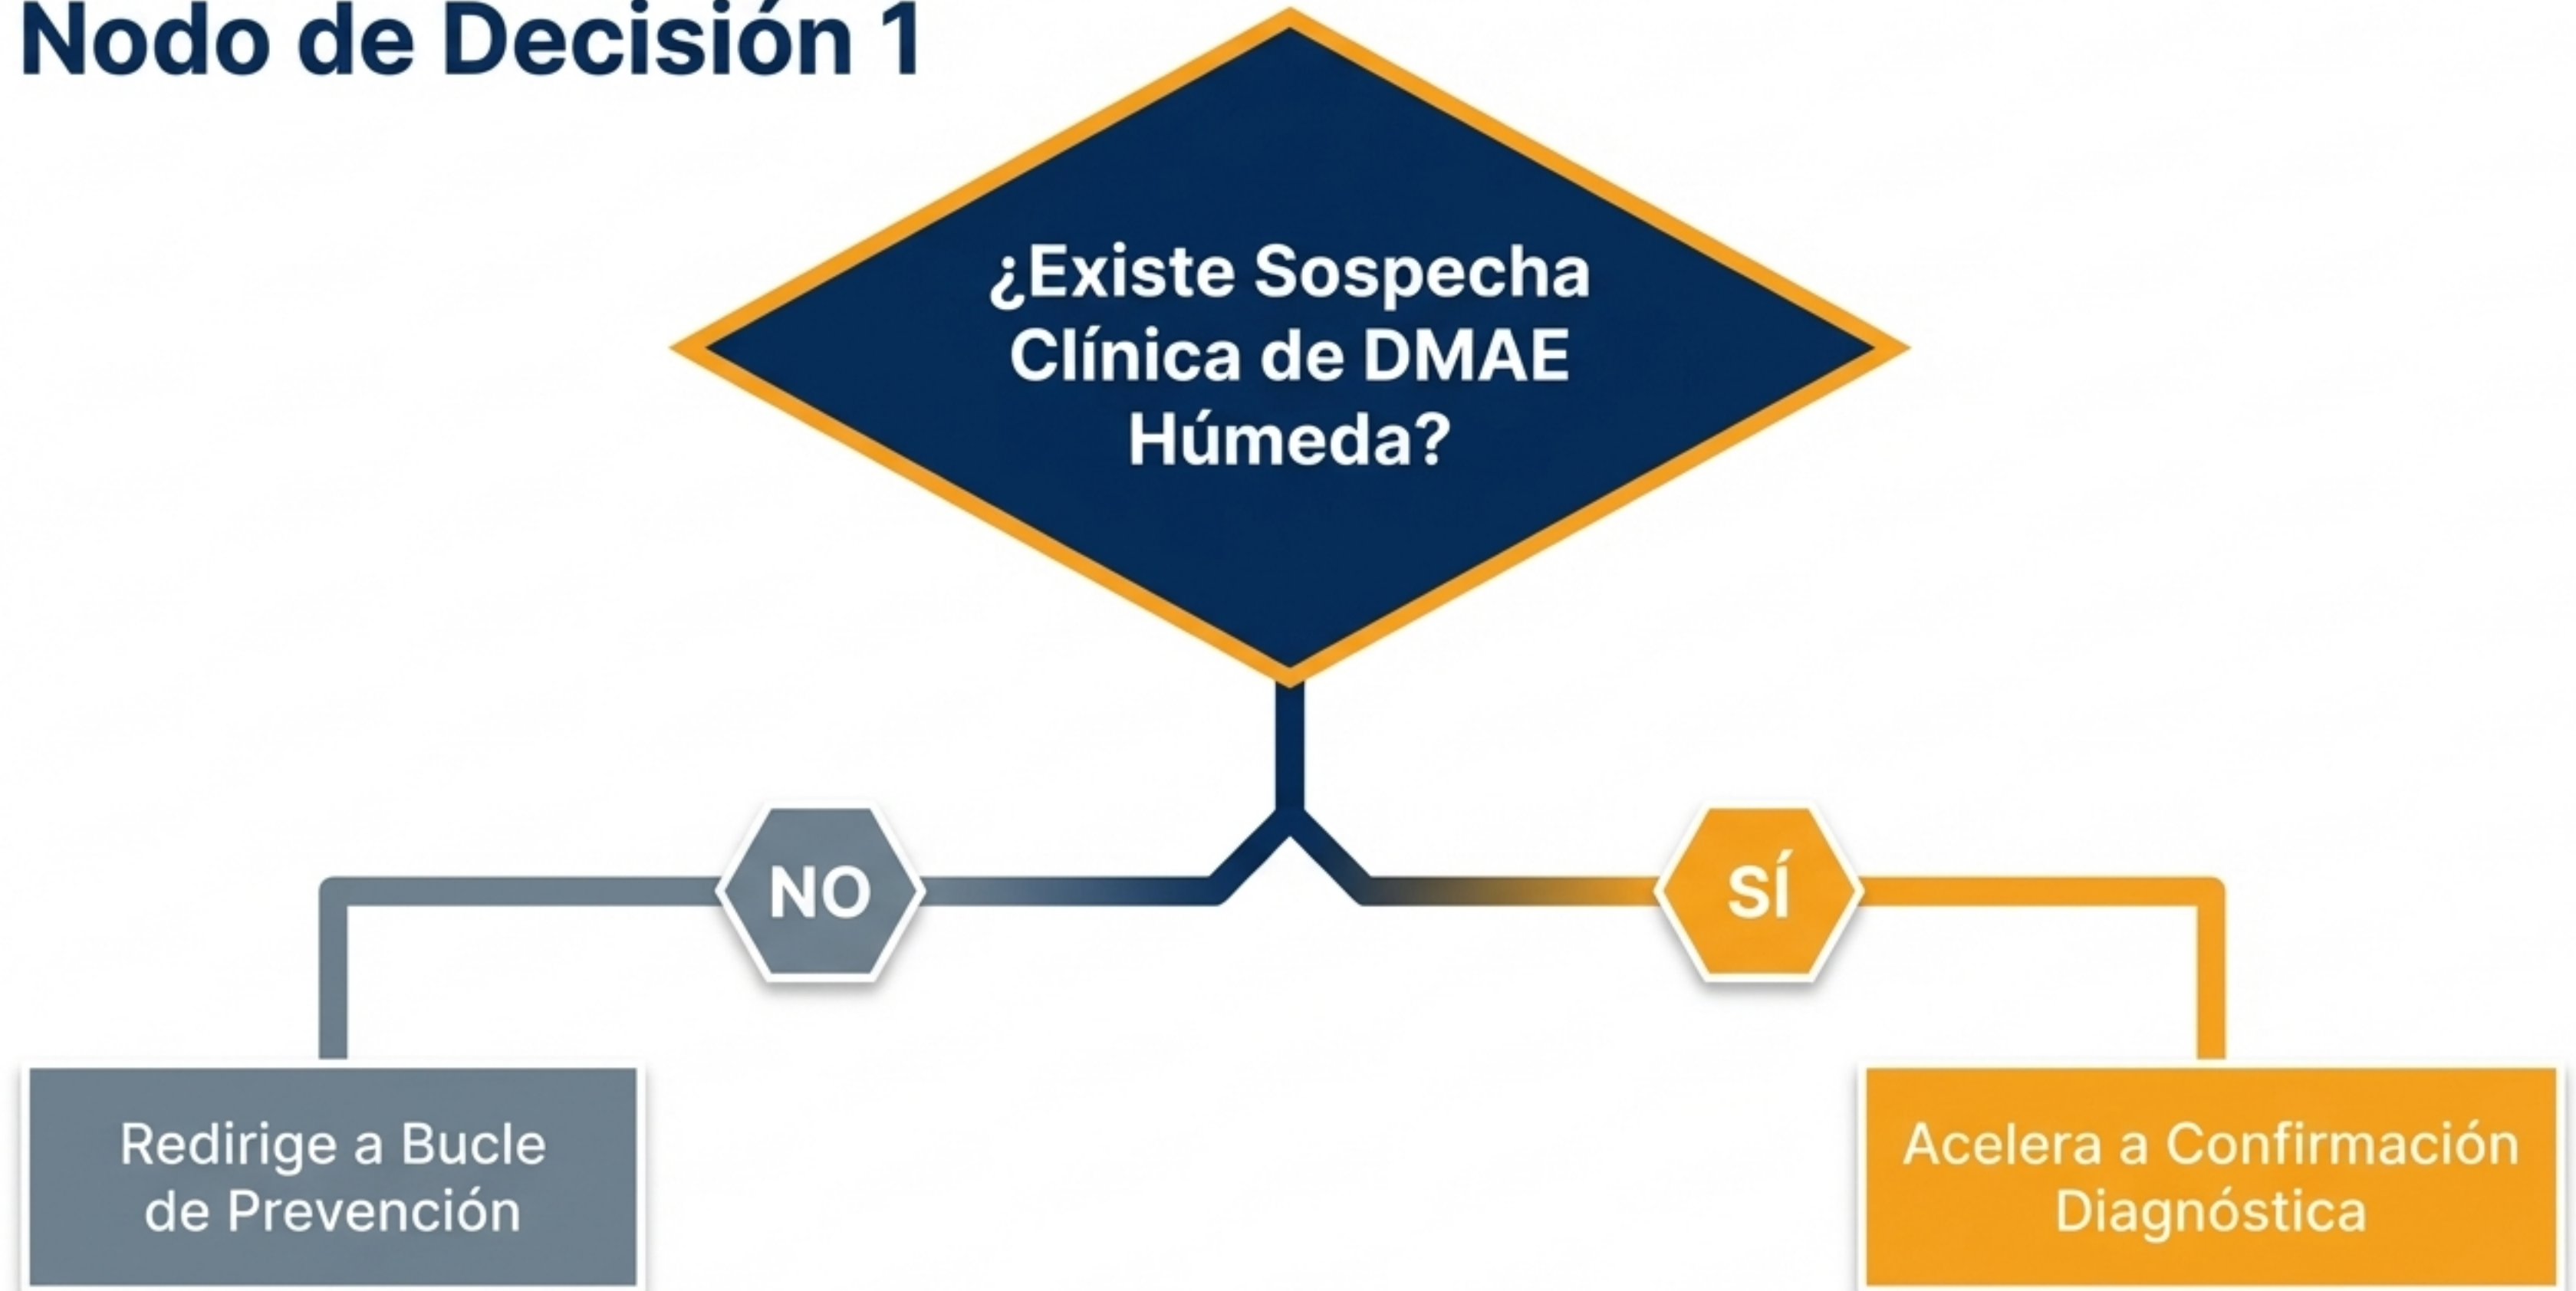 Nodo de Decisión 1
¿Existe Sospecha
Clínica de DMAE
Húmeda?
NO
SÍ
Redirige a Bucle
de Prevención
Acelera a Confirmación
Diagnóstica